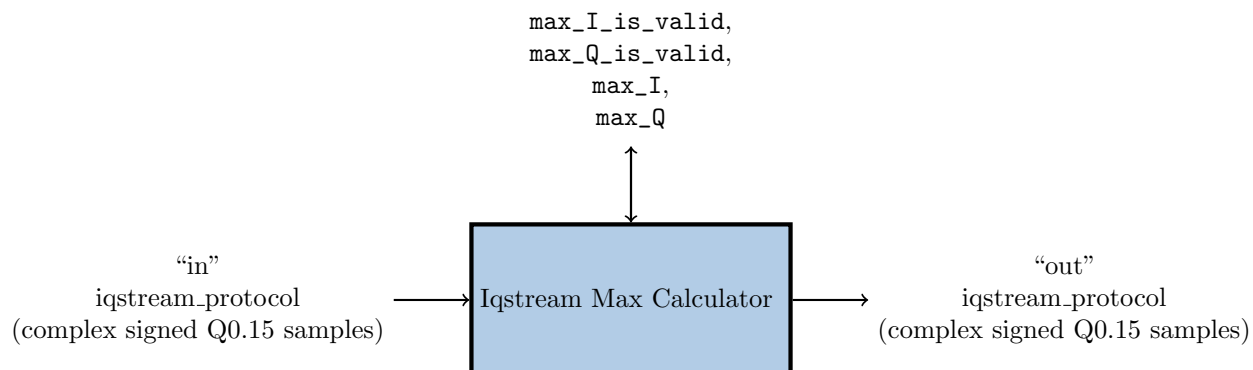 max_I_is_valid,
max_Q_is_valid,
max_I,
max_Q
“in”
iqstream_protocol
(complex signed Q0.15 samples)
Iqstream Max Calculator
“out”
iqstream_protocol
(complex signed Q0.15 samples)